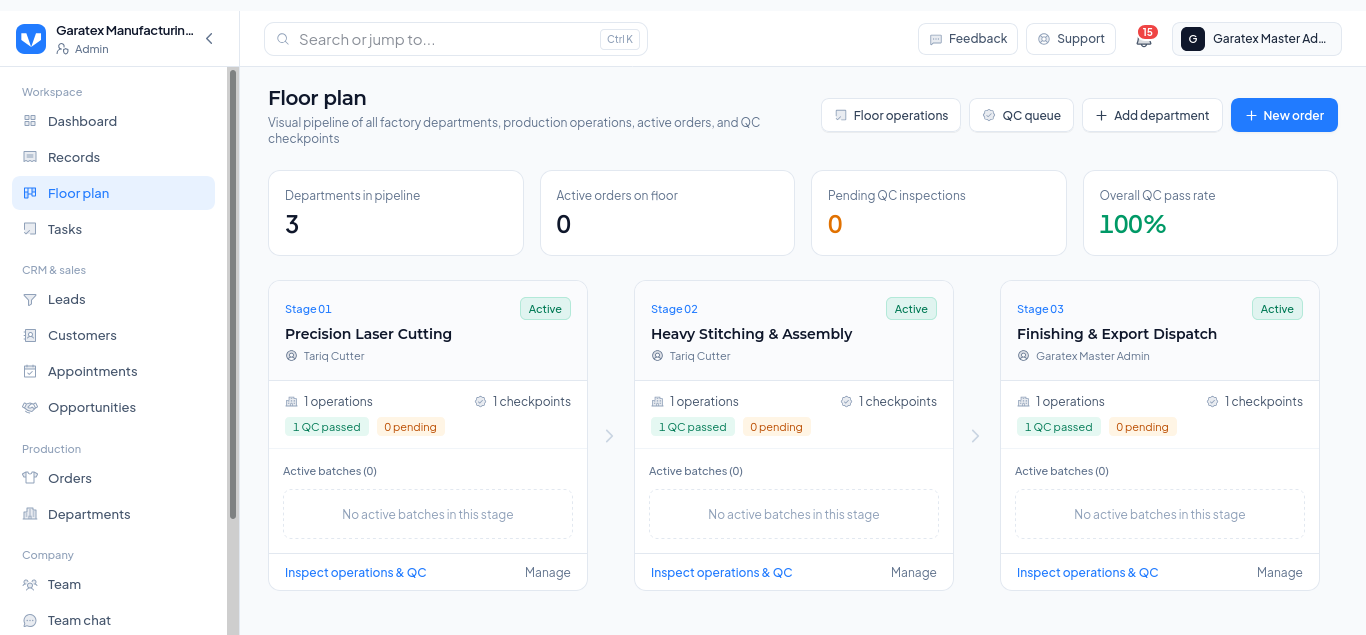 Garatex Manufacturin...
Admin
Search or jump to...
Ctrl K
Feedback
Support
15
G
Garatex Master Ad...
Workspace
Dashboard
Records
Floor plan
Tasks
CRM & sales
Leads
Customers
Appointments
Opportunities
Production
Orders
Departments
Company
Team
Team chat
Floor plan
Visual pipeline of all factory departments, production operations, active orders, and QC
checkpoints
Floor operations
QC queue
Add department
New order
Departments in pipeline
3
Active orders on floor
0
Pending QC inspections
0
Overall QC pass rate
100%
Stage 01
Active
Precision Laser Cutting
Tariq Cutter
1 operations
1 checkpoints
1 QC passed
0 pending
Active batches (0)
No active batches in this stage
Inspect operations & QC
Manage
Stage 02
Active
Heavy Stitching & Assembly
Tariq Cutter
1 operations
1 checkpoints
1 QC passed
0 pending
Active batches (0)
No active batches in this stage
Inspect operations & QC
Manage
Stage 03
Active
Finishing & Export Dispatch
Garatex Master Admin
1 operations
1 checkpoints
1 QC passed
0 pending
Active batches (0)
No active batches in this stage
Inspect operations & QC
Manage